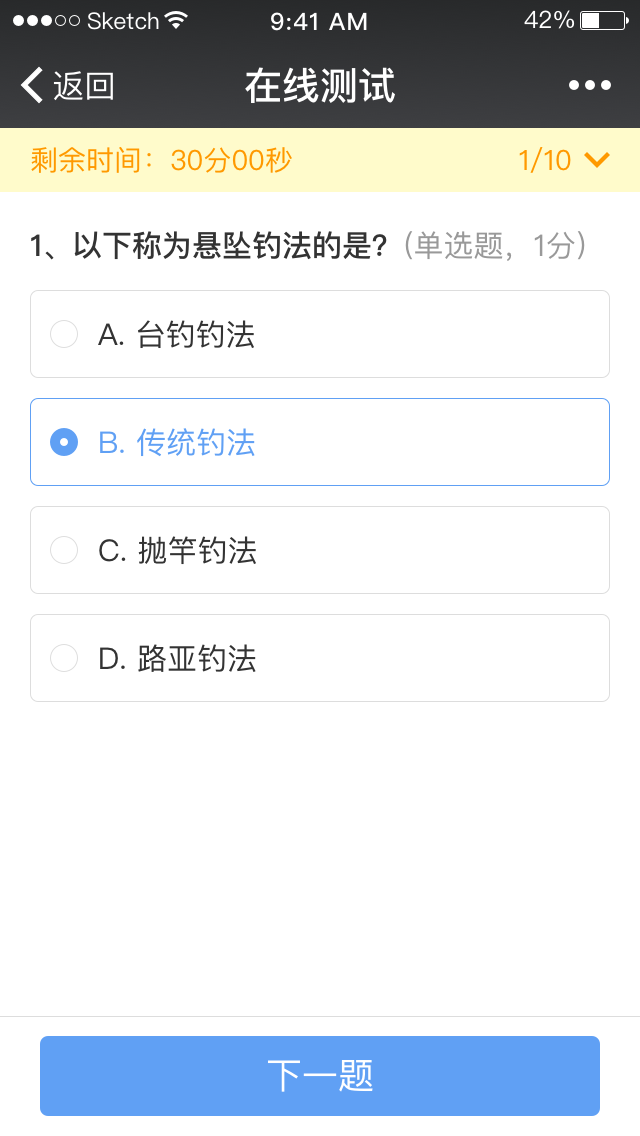 Sketch 9:41 AM 42%
返回 在线测试
剩余时间：30分00秒 1/10
1、以下称为悬坠钓法的是?（单选题，1分）
A. 台钓钓法
B. 传统钓法
C. 抛竿钓法
D. 路亚钓法
下一题